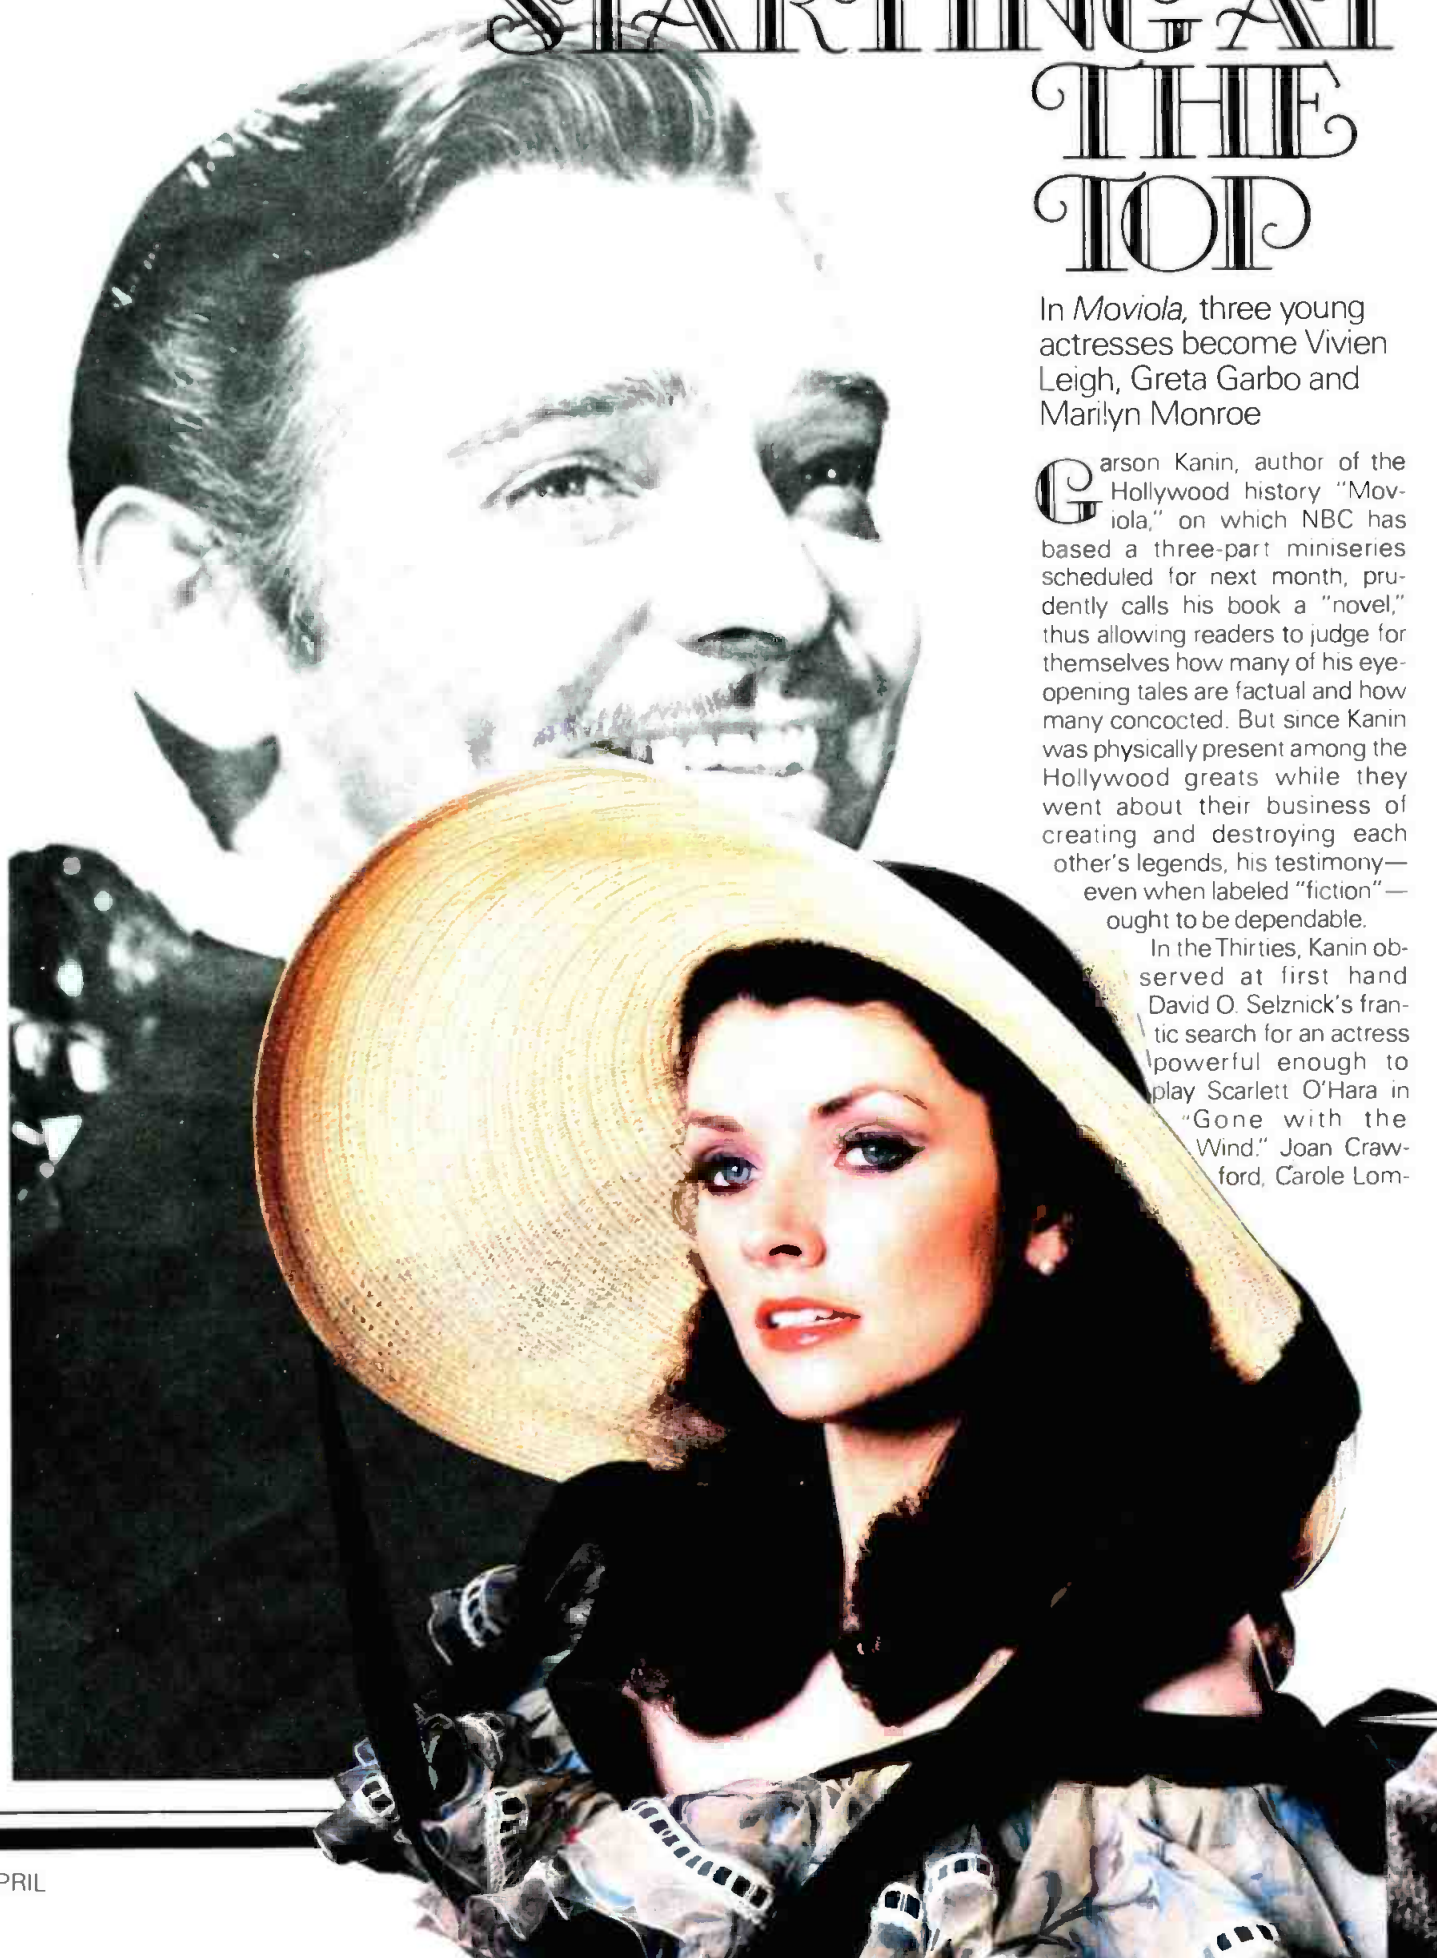 STARTING AT
THE
TOP
In Moviola, three young
actresses become Vivien
Leigh, Greta Garbo and
Marilyn Monroe
Garson Kanin, author of the
Hollywood history "Mov-
iola," on which NBC has
based a three-part miniseries
scheduled for next month, pru-
dently calls his book a "novel,"
thus allowing readers to judge for
themselves how many of his eye-
opening tales are factual and how
many concocted. But since Kanin
was physically present among the
Hollywood greats while they
went about their business of
creating and destroying each
other's legends, his testimony—
even when labeled "fiction"—
ought to be dependable.
In the Thirties, Kanin ob-
served at first hand
David O. Selznick's fran-
tic search for an actress
powerful enough to
play Scarlett O'Hara in
"Gone with the
Wind." Joan Craw-
ford, Carole Lom-
PRIL